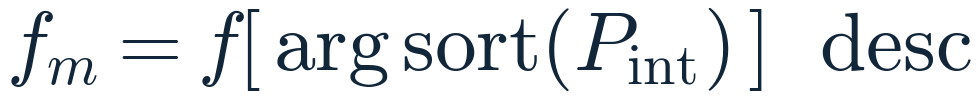 f_m = f[ arg sort(P_int) ] desc